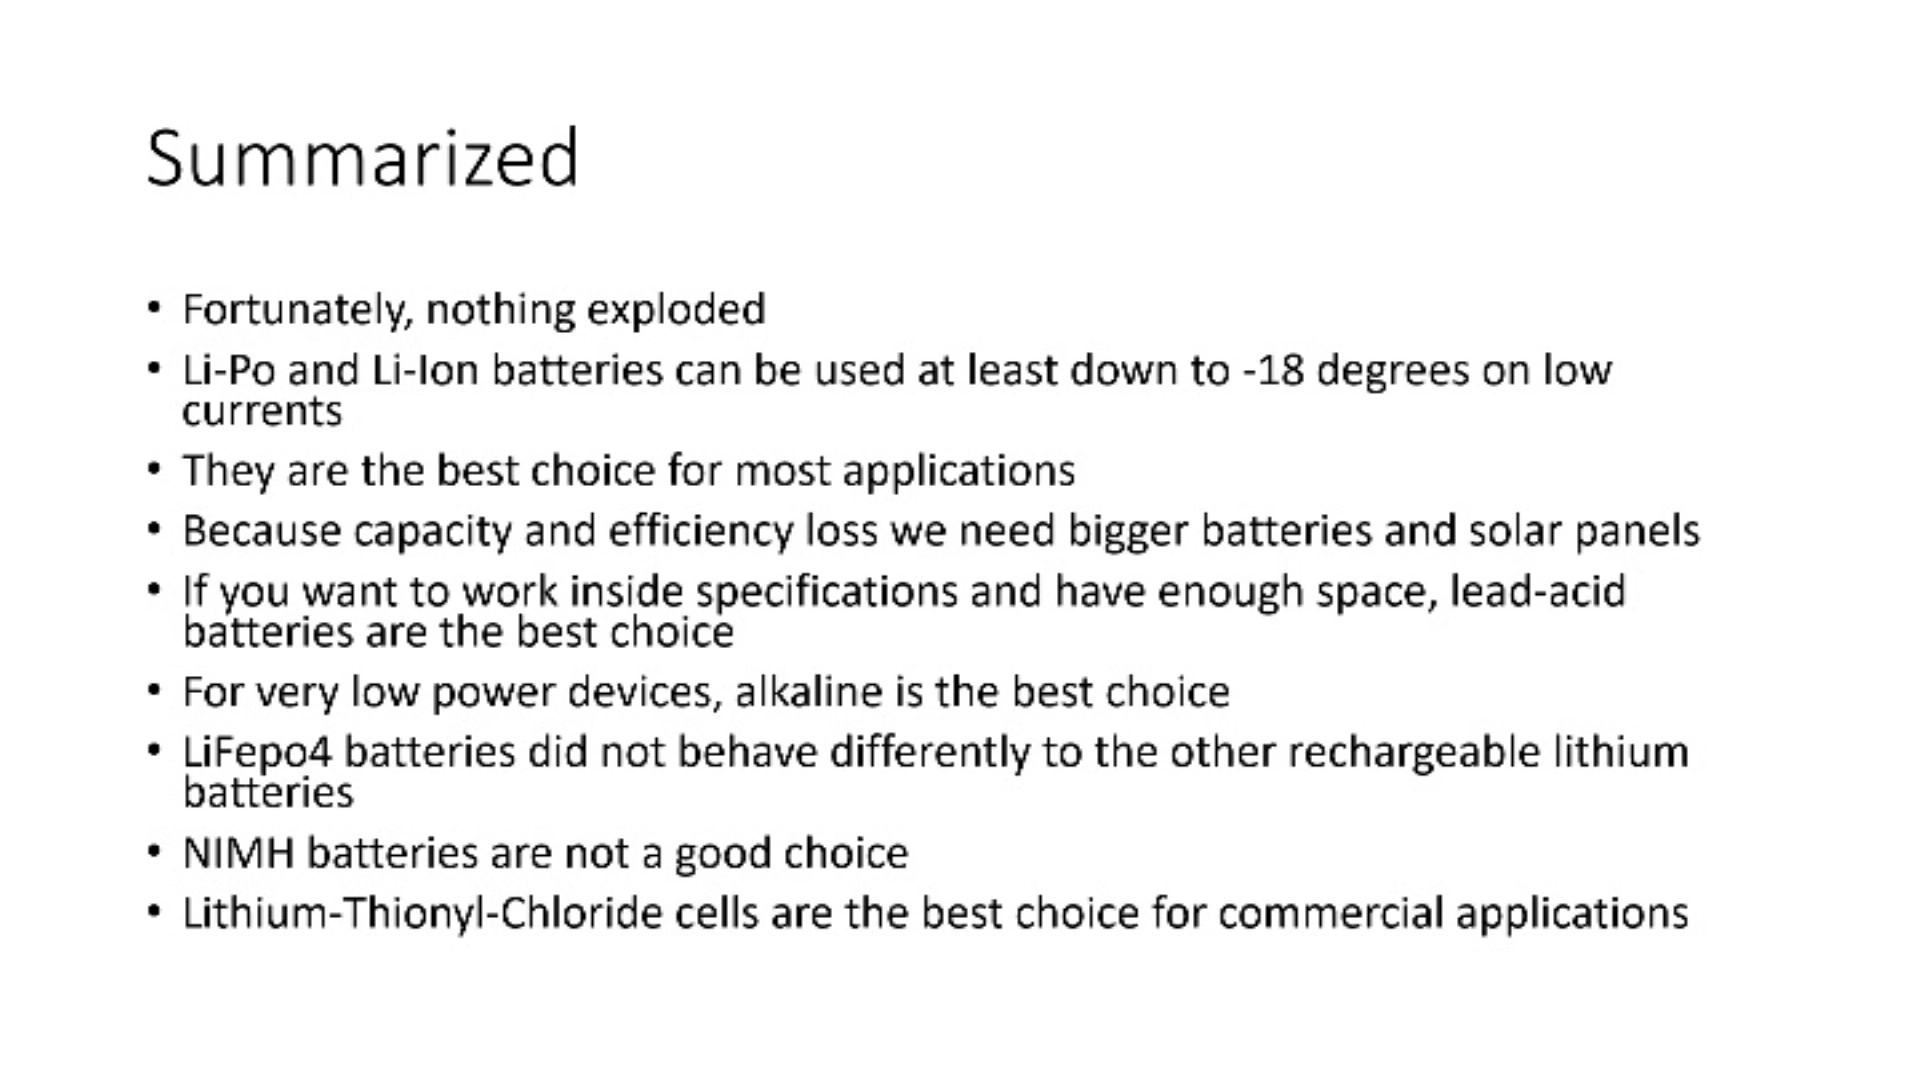 Summarized
• Fortunately, nothing exploded
• Li-Po and Li-Ion batteries can be used at least down to -18 degrees on low
currents
• They are the best choice for most applications
• Because capacity and efficiency loss we need bigger batteries and solar panels
• If you want to work inside specifications and have enough space, lead-acid
batteries are the best choice
• For very low power devices, alkaline is the best choice
• LiFepo4 batteries did not behave differently to the other rechargeable lithium
batteries
• NIMH batteries are not a good choice
• Lithium-Thionyl-Chloride cells are the best choice for commercial applications